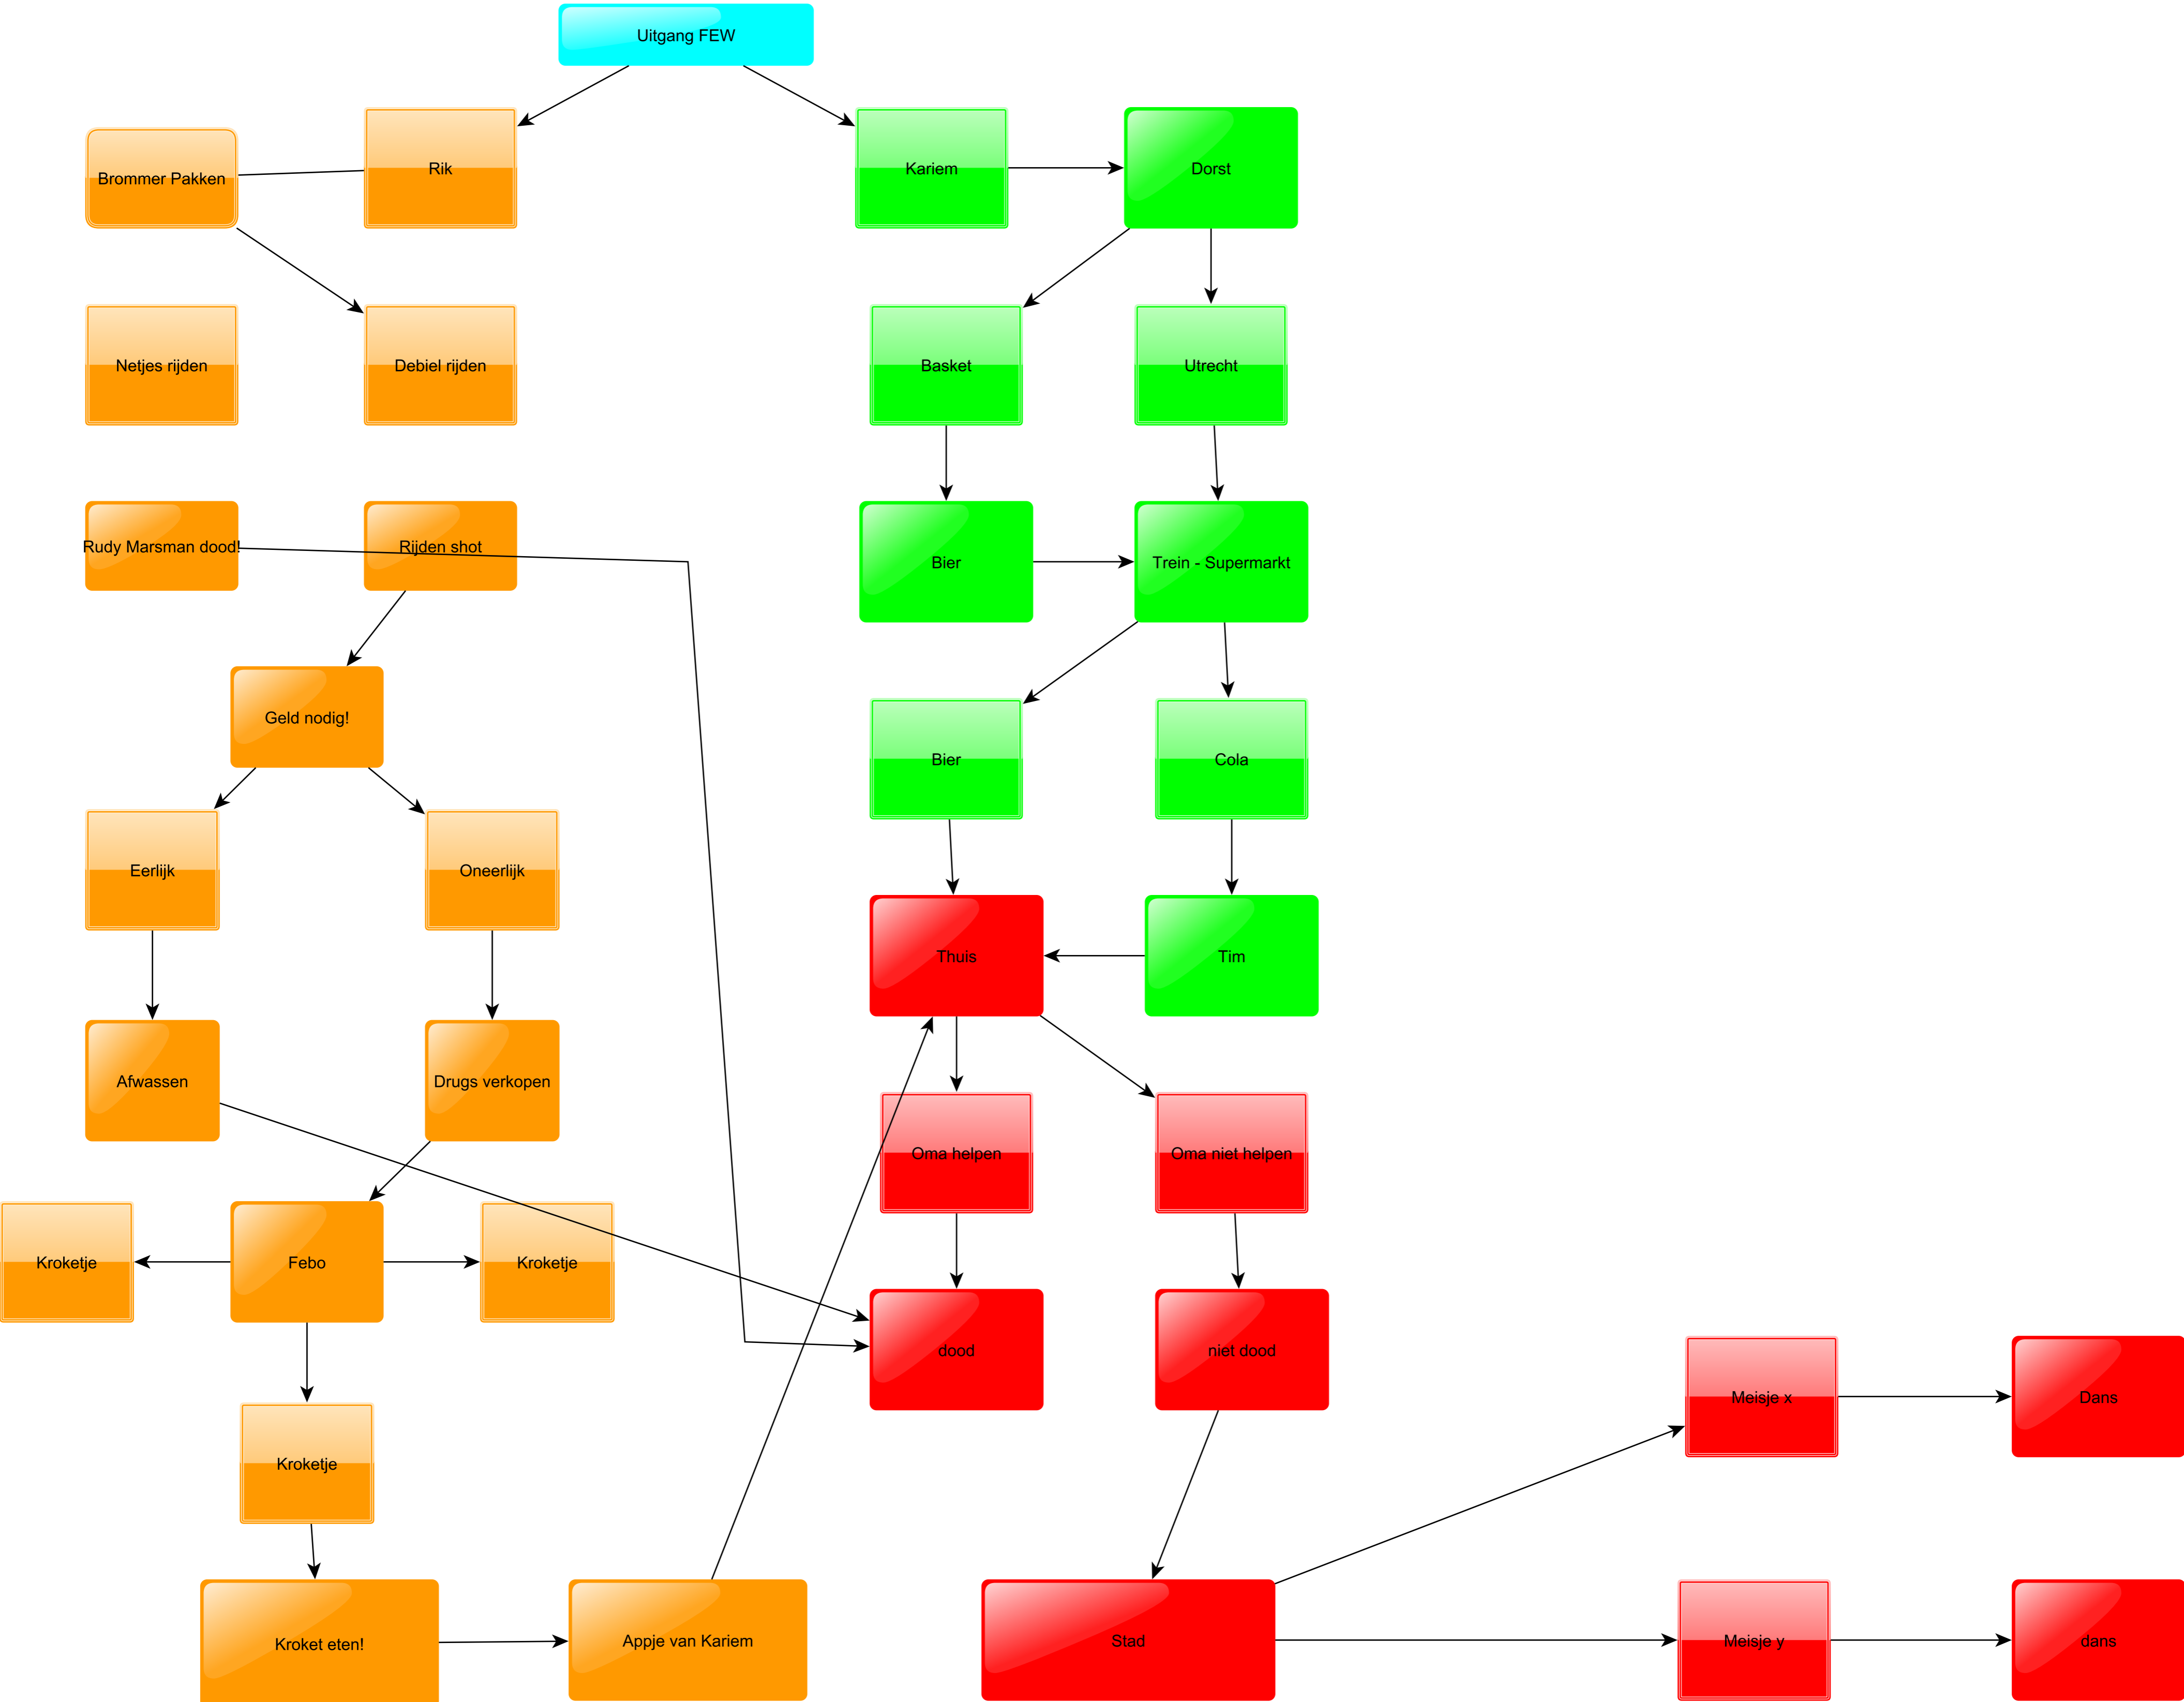 Uitgang FEW
Brommer Pakken
Rik
Kariem
Dorst
Netjes rijden
Debiel rijden
Basket
Utrecht
Rudy Marsman dood!
Rijden shot
Bier
Trein - Supermarkt
Geld nodig!
Bier
Cola
Eerlijk
Oneerlijk
Thuis
Tim
Afwassen
Drugs verkopen
Oma helpen
Oma niet helpen
Kroketje
Febo
Kroketje
dood
niet dood
Meisje x
Dans
Kroketje
Kroket eten!
Appje van Kariem
Stad
Meisje y
dans